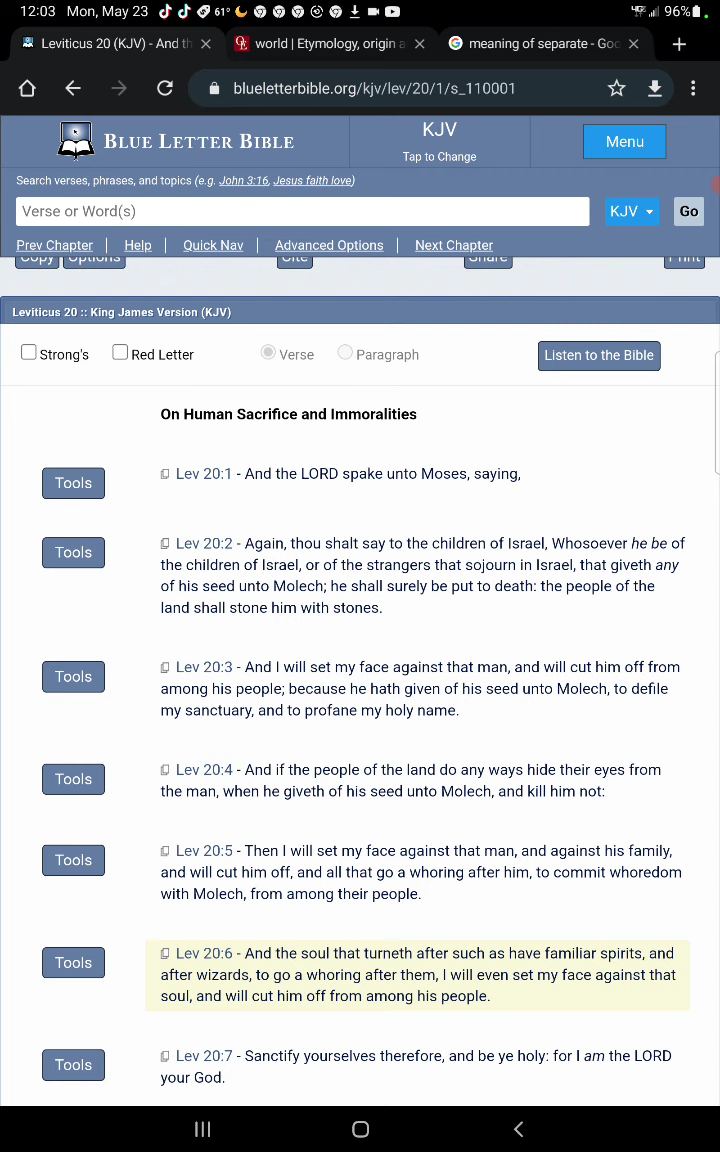 12:03 Mon, May 23 61° 96%
Leviticus 20 (KJV) - And th × world | Etymology, origin a × meaning of separate - Goo × +
blueletterbible.org/kjv/lev/20/1/s_110001
BLUE LETTER BIBLE KJV Menu
Tap to Change
Search verses, phrases, and topics (e.g. John 3:16, Jesus faith love)
Verse or Word(s) KJV Go
Prev Chapter | Help | Quick Nav | Advanced Options | Next Chapter
Copy Options Cite Share Print
Leviticus 20 :: King James Version (KJV)
Strong's Red Letter Verse Paragraph Listen to the Bible
On Human Sacrifice and Immoralities
Tools Lev 20:1 - And the LORD spake unto Moses, saying,
Tools Lev 20:2 - Again, thou shalt say to the children of Israel, Whosoever he be of
the children of Israel, or of the strangers that sojourn in Israel, that giveth any
of his seed unto Molech; he shall surely be put to death: the people of the
land shall stone him with stones.
Tools Lev 20:3 - And I will set my face against that man, and will cut him off from
among his people; because he hath given of his seed unto Molech, to defile
my sanctuary, and to profane my holy name.
Tools Lev 20:4 - And if the people of the land do any ways hide their eyes from
the man, when he giveth of his seed unto Molech, and kill him not:
Tools Lev 20:5 - Then I will set my face against that man, and against his family,
and will cut him off, and all that go a whoring after him, to commit whoredom
with Molech, from among their people.
Tools Lev 20:6 - And the soul that turneth after such as have familiar spirits, and
after wizards, to go a whoring after them, I will even set my face against that
soul, and will cut him off from among his people.
Tools Lev 20:7 - Sanctify yourselves therefore, and be ye holy: for I am the LORD
your God.